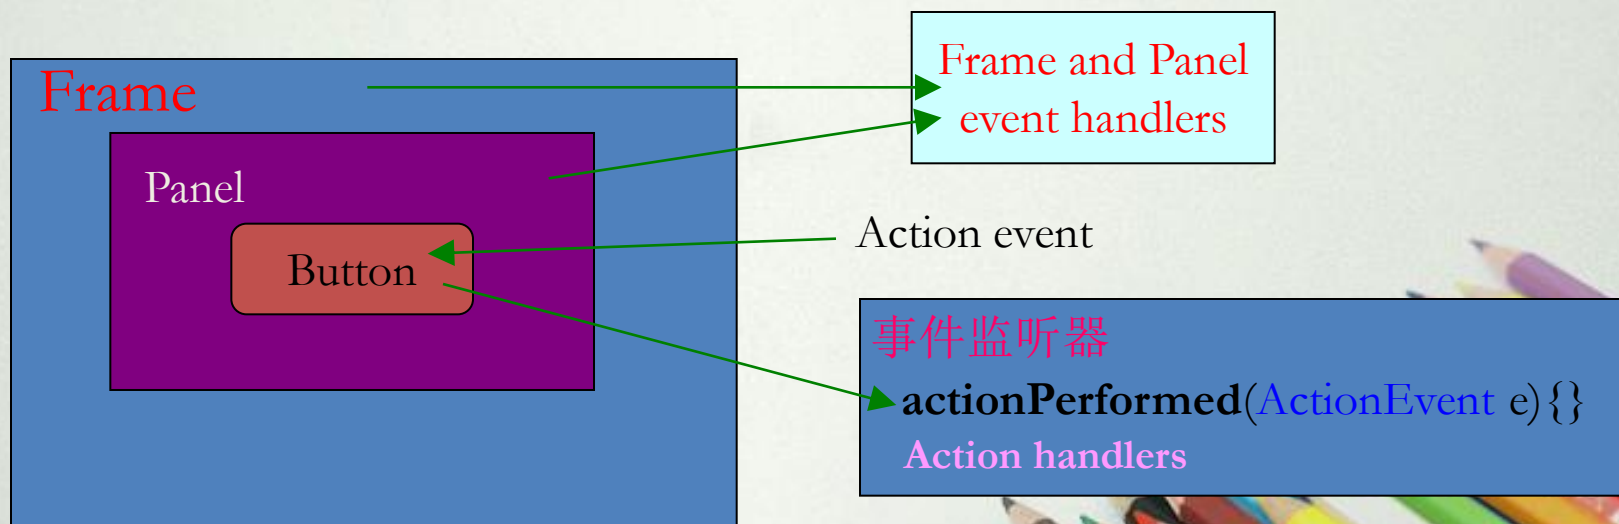 Frame
Frame and Panel
event handlers
Panel
Action event
Button
事件监听器
actionPerformed(ActionEvent e){}
Action handlers